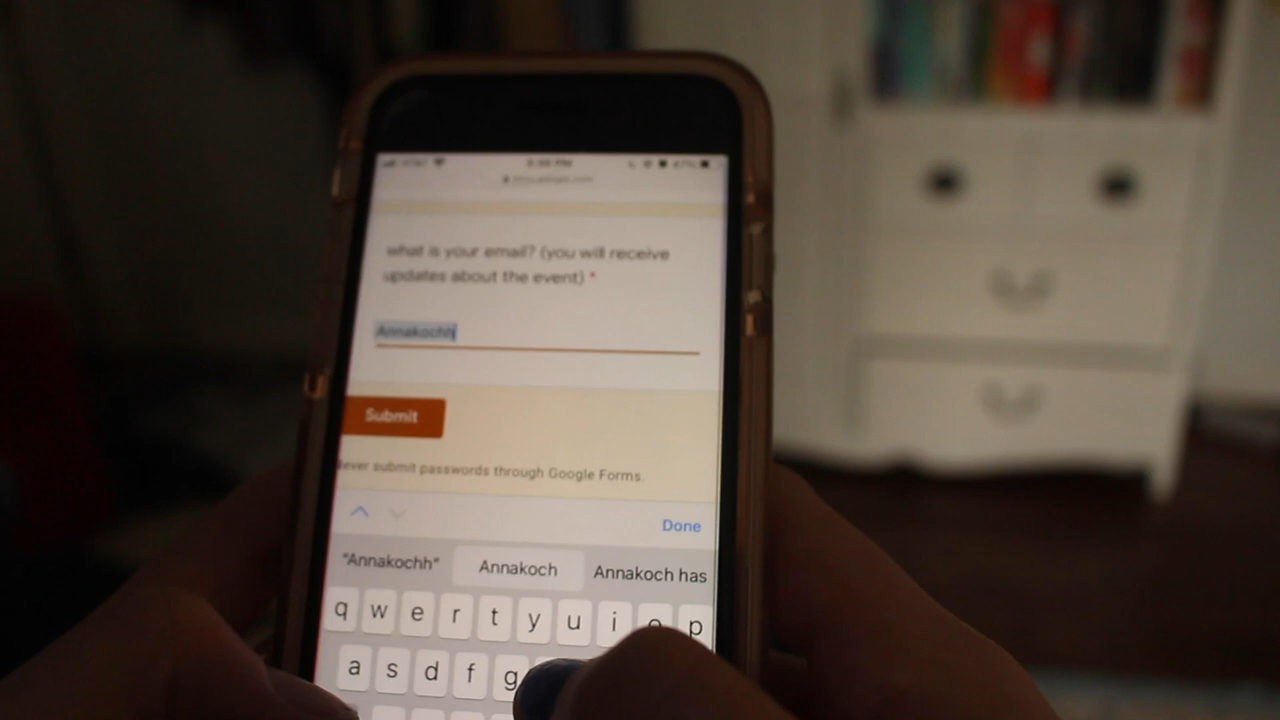 what is your email? (you will receive
updates about the event) *
Annakochh
Submit
ever submit passwords through Google Forms.
Done
"Annakochh" Annakoch Annakoch has
q w e r t y u i o p
a s d f g